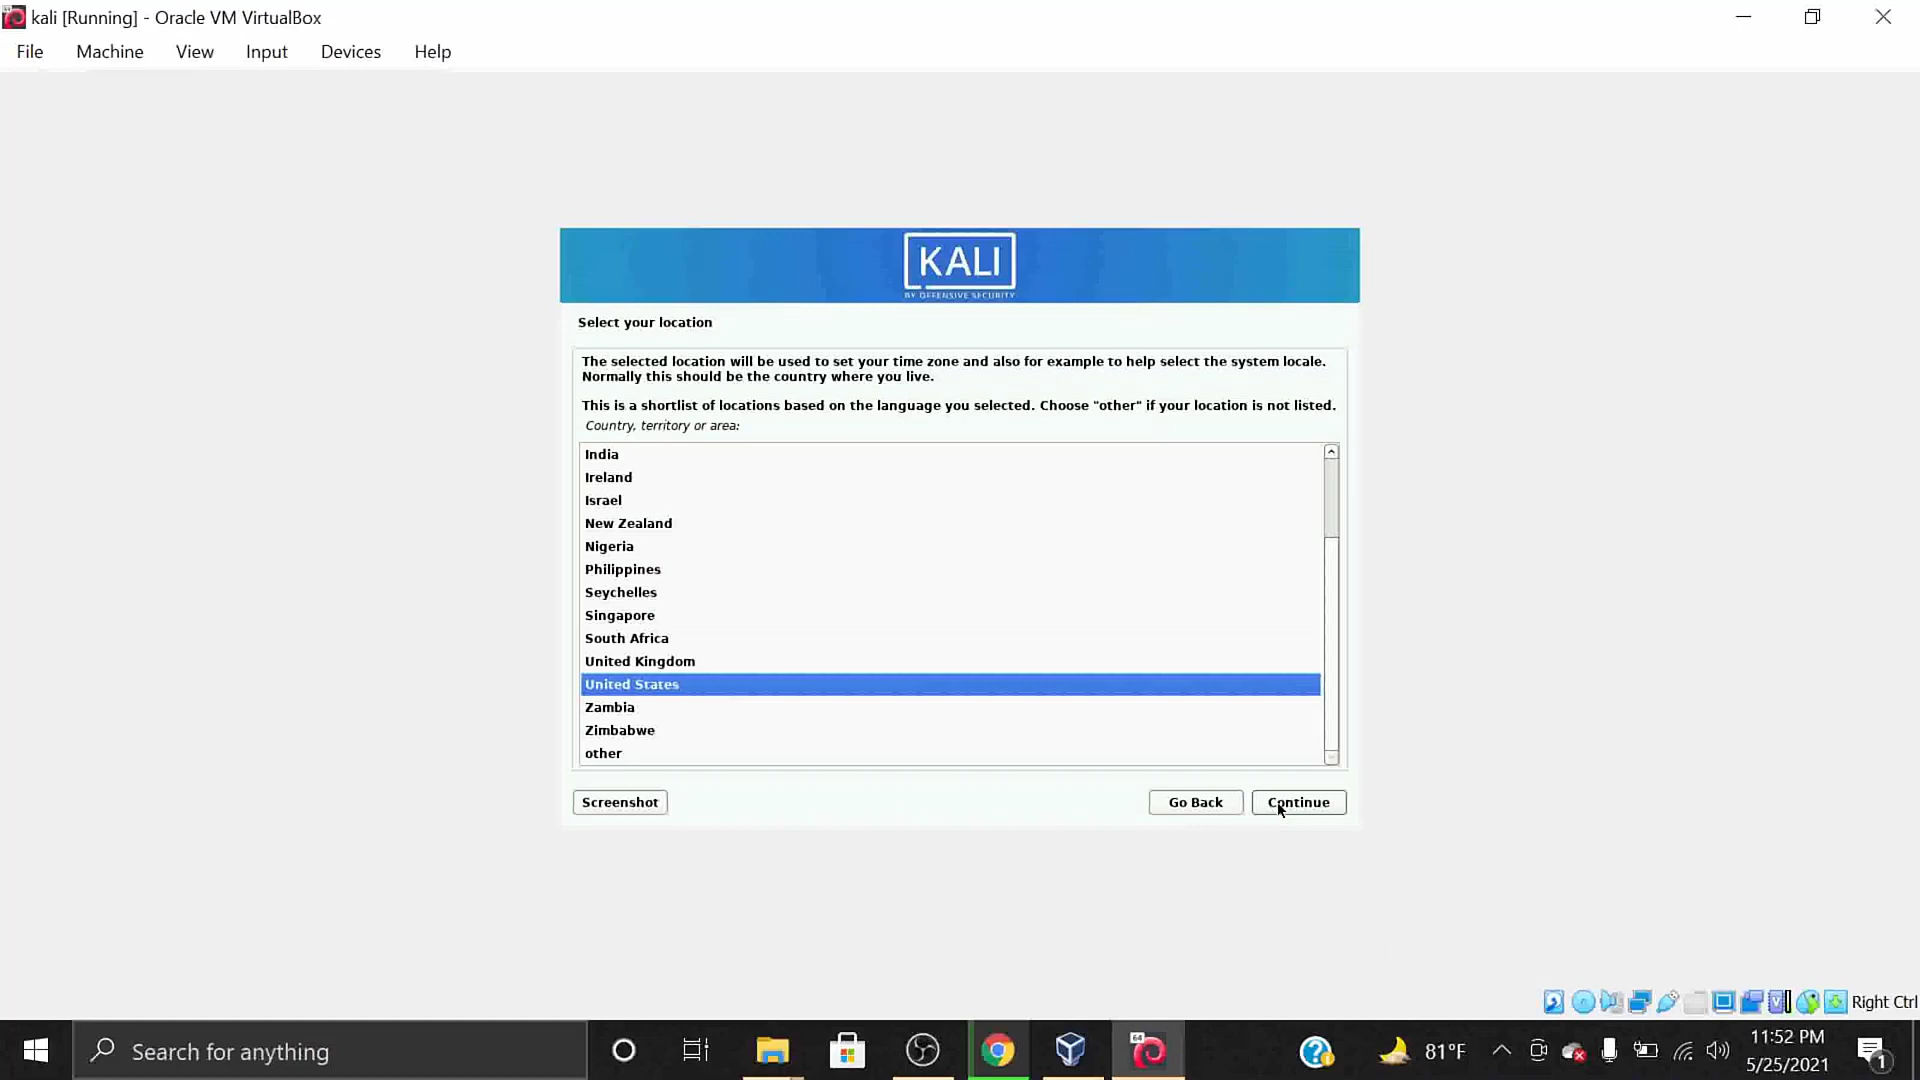 kali [Running] - Oracle VM VirtualBox
File Machine View Input Devices Help
KALI
BY OFFENSIVE SECURITY
Select your location
The selected location will be used to set your time zone and also for example to help select the system locale.
Normally this should be the country where you live.
This is a shortlist of locations based on the language you selected. Choose "other" if your location is not listed.
Country, territory or area:
India
Ireland
Israel
New Zealand
Nigeria
Philippines
Seychelles
Singapore
South Africa
United Kingdom
United States
Zambia
Zimbabwe
other
Screenshot Go Back Continue
Right Ctrl
Search for anything
64
81°F
11:52 PM
5/25/2021
1